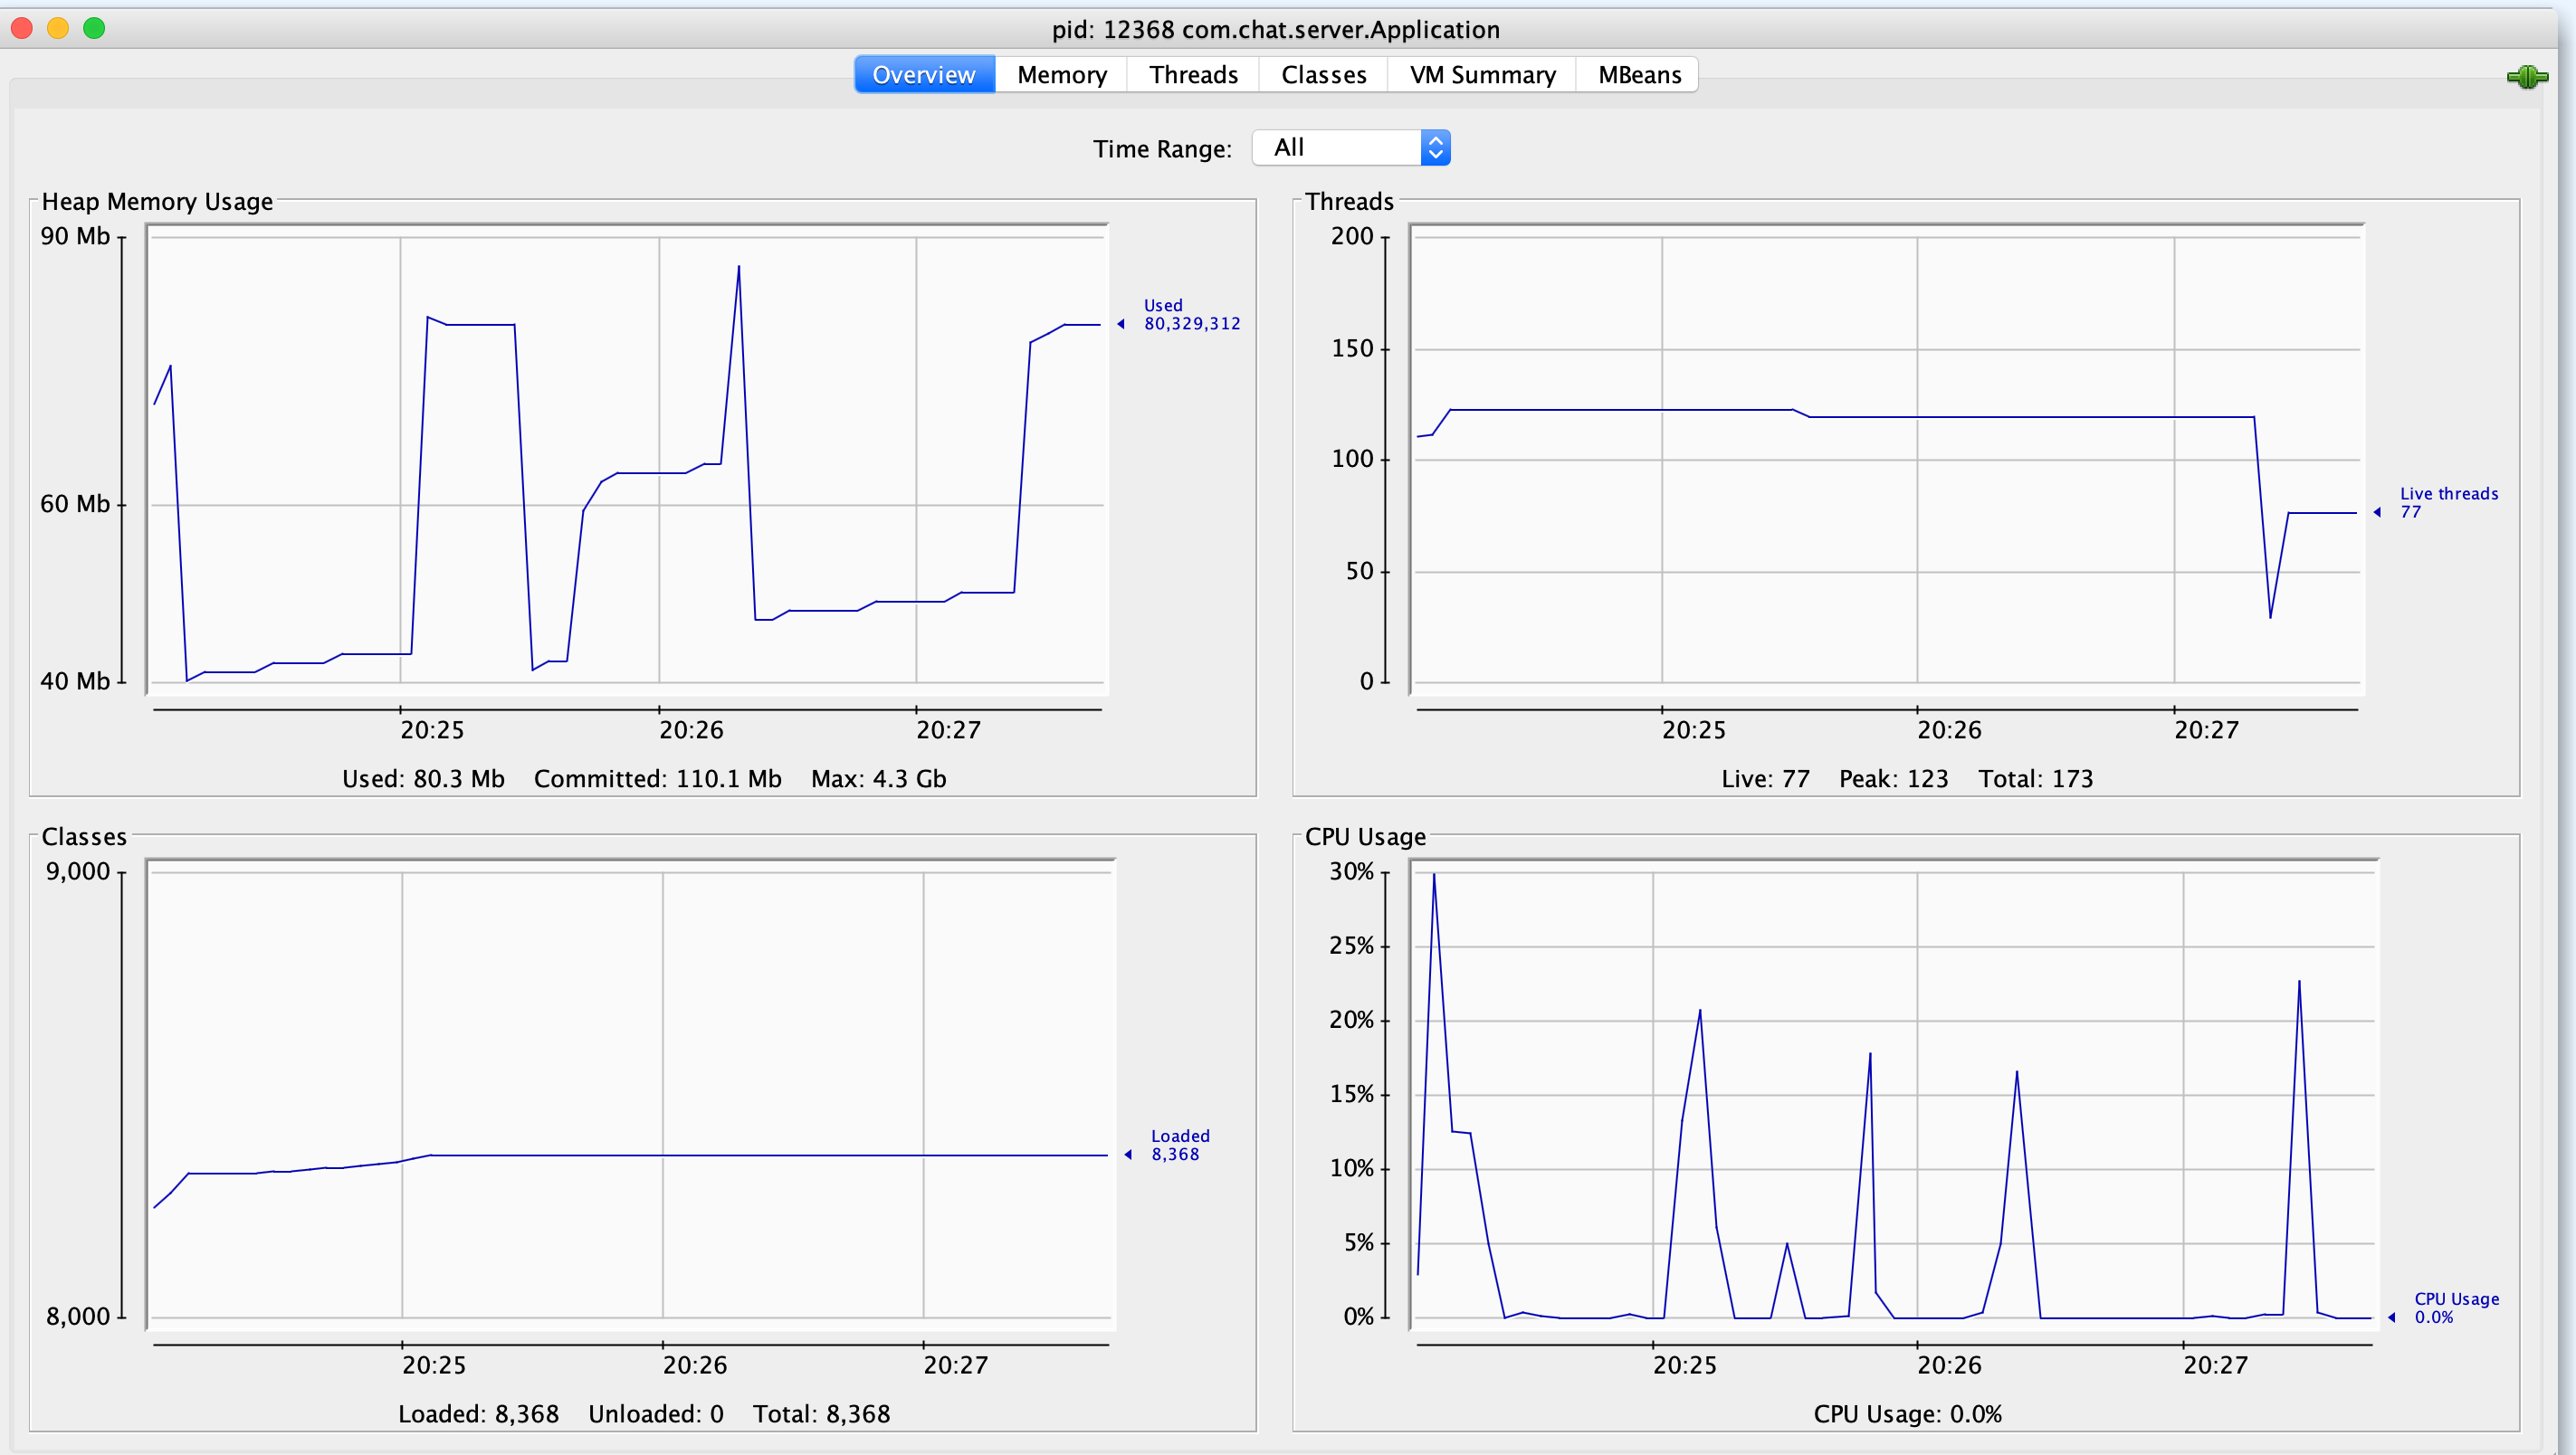 pid: 12368 com.chat.server.Application
Overview Memory Threads Classes VM Summary MBeans
Time Range: All
Heap Memory Usage
90 Mb
60 Mb
40 Mb
Used
80,329,312
20:25 20:26 20:27
Used: 80.3 Mb Committed: 110.1 Mb Max: 4.3 Gb
Threads
200
150
100
50
0
Live threads
77
20:25 20:26 20:27
Live: 77 Peak: 123 Total: 173
Classes
9,000
8,000
Loaded
8,368
20:25 20:26 20:27
Loaded: 8,368 Unloaded: 0 Total: 8,368
CPU Usage
30%
25%
20%
15%
10%
5%
0%
CPU Usage
0.0%
20:25 20:26 20:27
CPU Usage: 0.0%